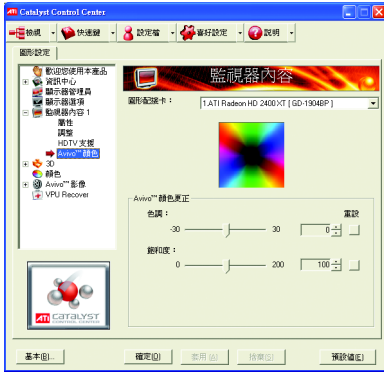 ATI Catalyst Control Center
檢視 快速鍵 設定檔 喜好設定 說明
圖形設定
歡迎您使用本產品
資訊中心
顯示器管理員
顯示器選項
監視器內容 1
屬性
調整
HDTV 支援
Avivo™ 顏色
3D
顏色
Avivo™ 影像
VPU Recover
監視器內容
圖形配接卡：
1.ATI Radeon HD 2400 XT [ GD-1904BP ]
Avivo™ 顏色更正
色調： 重設
-30 30 0
飽和度：
0 200 100
ATI CATALYST
CONTROL CENTER
基本(B)... 確定(O) 套用(A) 捨棄(S) 預設值(E)